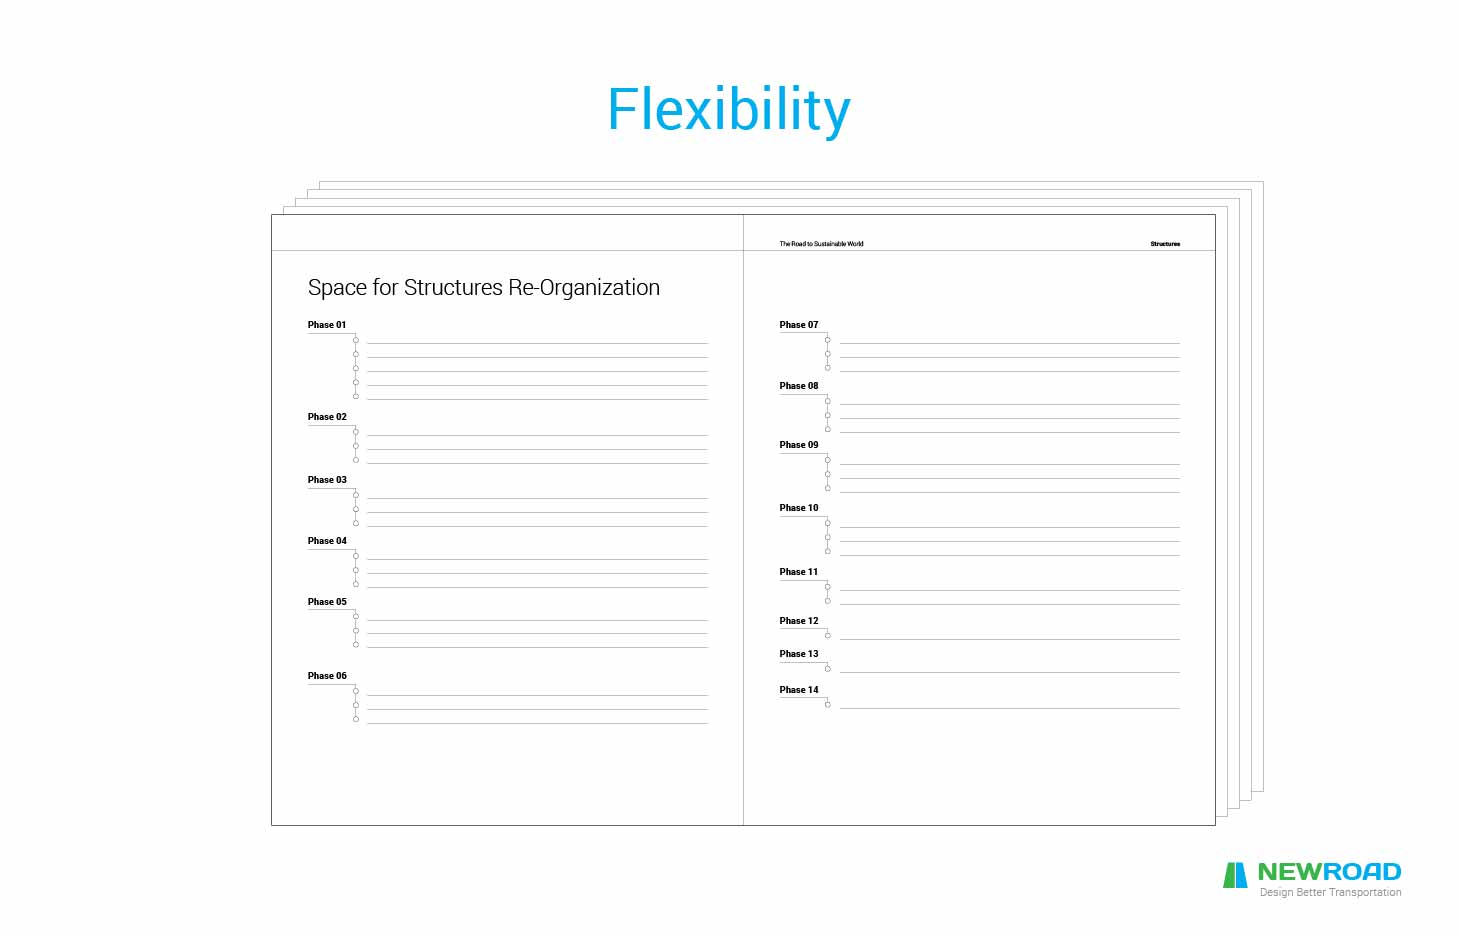 Flexibility
The Road to Sustainable World
Structures
Space for Structures Re-Organization
Phase 01
Phase 02
Phase 03
Phase 04
Phase 05
Phase 06
Phase 07
Phase 08
Phase 09
Phase 10
Phase 11
Phase 12
Phase 13
Phase 14
NEWROAD
Design Better Transportation